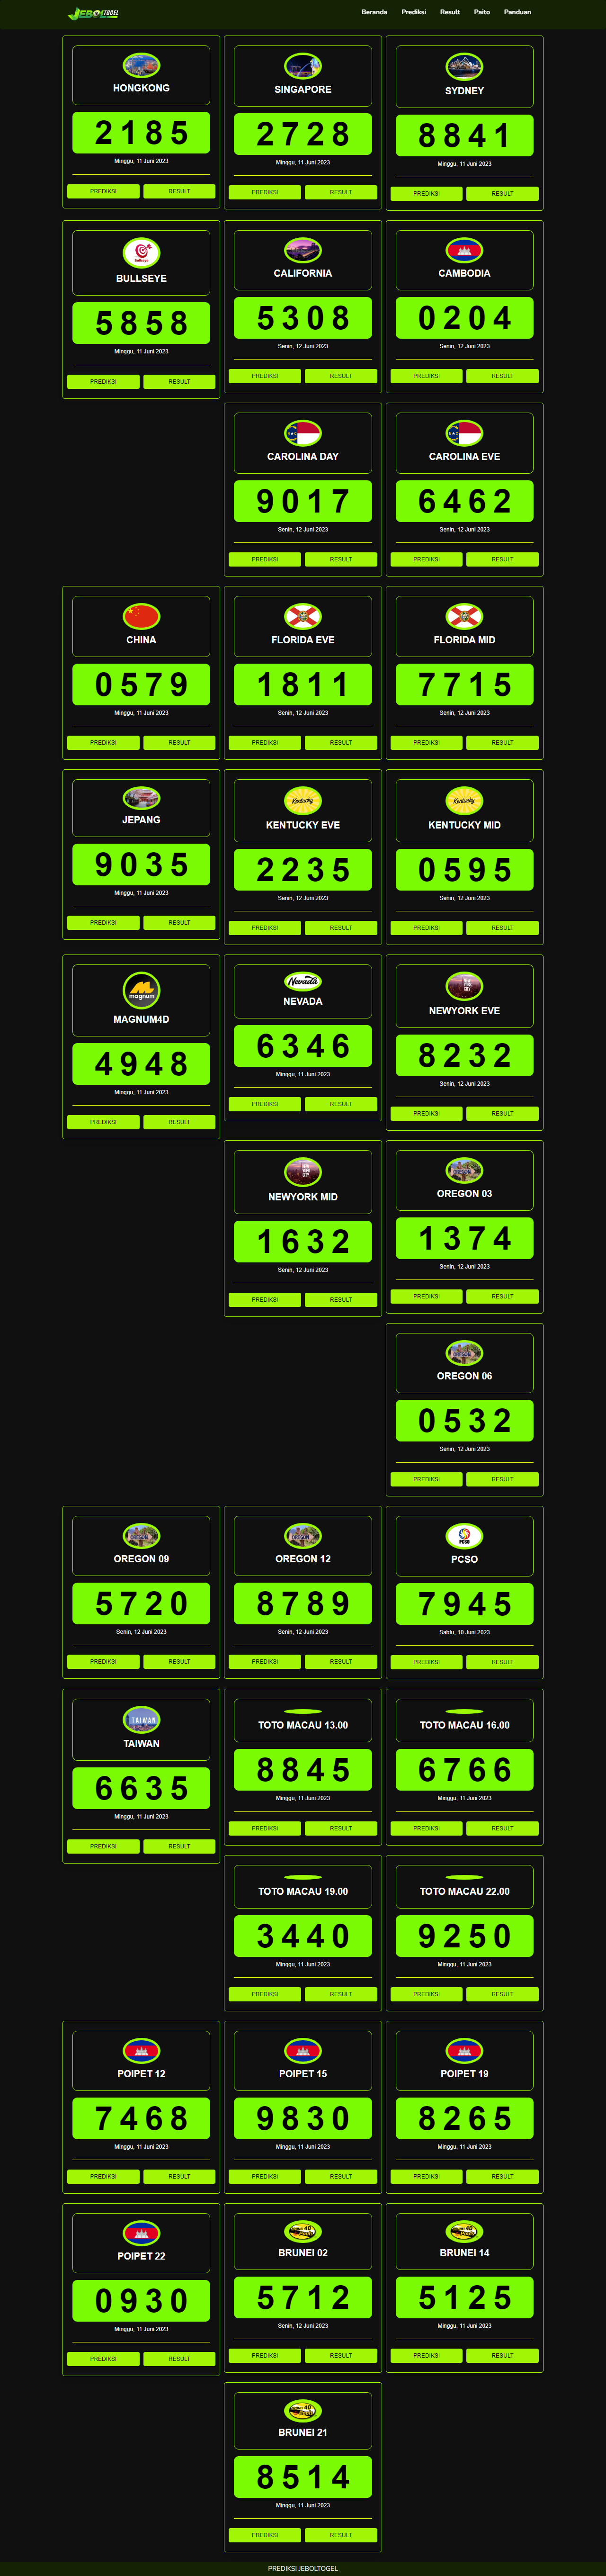 JEBOLTOGEL
Beranda Prediksi Result Paito Panduan
HONGKONG
2185
Minggu, 11 Juni 2023
PREDIKSI RESULT
SINGAPORE
2728
Minggu, 11 Juni 2023
PREDIKSI RESULT
SYDNEY
8841
Minggu, 11 Juni 2023
PREDIKSI RESULT
Bullseye
BULLSEYE
5858
Minggu, 11 Juni 2023
PREDIKSI RESULT
CALIFORNIA
5308
Senin, 12 Juni 2023
PREDIKSI RESULT
CAMBODIA
0204
Senin, 12 Juni 2023
PREDIKSI RESULT
CAROLINA DAY
9017
Senin, 12 Juni 2023
PREDIKSI RESULT
CAROLINA EVE
6462
Senin, 12 Juni 2023
PREDIKSI RESULT
CHINA
0579
Minggu, 11 Juni 2023
PREDIKSI RESULT
FLORIDA EVE
1811
Senin, 12 Juni 2023
PREDIKSI RESULT
FLORIDA MID
7715
Senin, 12 Juni 2023
PREDIKSI RESULT
JEPANG
9035
Minggu, 11 Juni 2023
PREDIKSI RESULT
Kentucky
KENTUCKY EVE
2235
Senin, 12 Juni 2023
PREDIKSI RESULT
Kentucky
KENTUCKY MID
0595
Senin, 12 Juni 2023
PREDIKSI RESULT
magnum
MAGNUM4D
4948
Minggu, 11 Juni 2023
PREDIKSI RESULT
Nevada
NEVADA
6346
Minggu, 11 Juni 2023
PREDIKSI RESULT
NEW YORK CITY
NEWYORK EVE
8232
Senin, 12 Juni 2023
PREDIKSI RESULT
NEW YORK CITY
NEWYORK MID
1632
Senin, 12 Juni 2023
PREDIKSI RESULT
OREGON 03
1374
Senin, 12 Juni 2023
PREDIKSI RESULT
OREGON 06
0532
Senin, 12 Juni 2023
PREDIKSI RESULT
OREGON 09
5720
Senin, 12 Juni 2023
PREDIKSI RESULT
OREGON 12
8789
Senin, 12 Juni 2023
PREDIKSI RESULT
PCSO
PCSO
7945
Sabtu, 10 Juni 2023
PREDIKSI RESULT
TAIWAN
TAIWAN
6635
Minggu, 11 Juni 2023
PREDIKSI RESULT
TOTO MACAU 13.00
8845
Minggu, 11 Juni 2023
PREDIKSI RESULT
TOTO MACAU 16.00
6766
Minggu, 11 Juni 2023
PREDIKSI RESULT
TOTO MACAU 19.00
3440
Minggu, 11 Juni 2023
PREDIKSI RESULT
TOTO MACAU 22.00
9250
Minggu, 11 Juni 2023
PREDIKSI RESULT
POIPET 12
7468
Minggu, 11 Juni 2023
PREDIKSI RESULT
POIPET 15
9830
Minggu, 11 Juni 2023
PREDIKSI RESULT
POIPET 19
8265
Minggu, 11 Juni 2023
PREDIKSI RESULT
POIPET 22
0930
Minggu, 11 Juni 2023
PREDIKSI RESULT
BRUNEI 02
5712
Senin, 12 Juni 2023
PREDIKSI RESULT
BRUNEI 14
5125
Minggu, 11 Juni 2023
PREDIKSI RESULT
BRUNEI 21
8514
Minggu, 11 Juni 2023
PREDIKSI RESULT
PREDIKSI JEBOLTOGEL